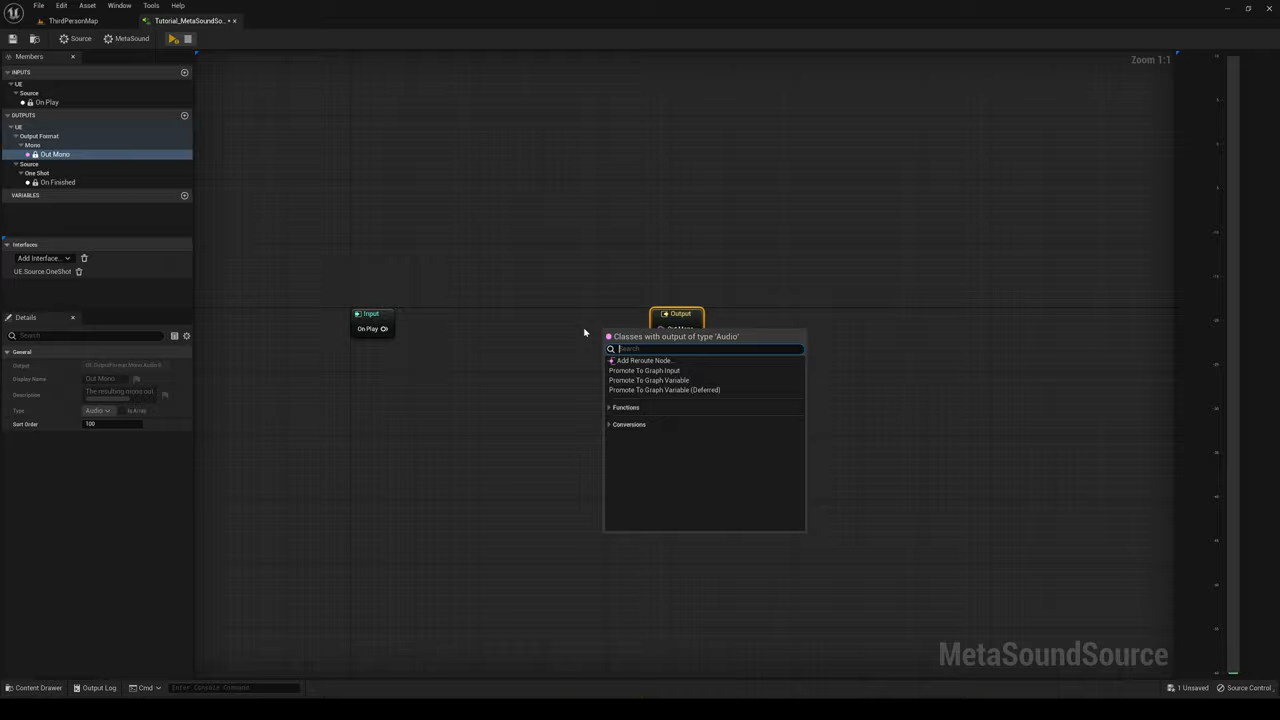 File Edit Asset Window Tools Help
ThirdPersonMap
Tutorial_MetaSoundSo...
Source
MetaSound
Members
INPUTS
UE
Source
On Play
OUTPUTS
UE
Output Format
Mono
Out Mono
Source
One Shot
On Finished
VARIABLES
Interfaces
Add Interface...
UE.Source.OneShot
Details
Search
General
Output UE.OutputFormat.Mono.Audio:0
Display Name Out Mono
Description The resulting mono out
Type Audio Is Array
Sort Order 100
Zoom 1:1
Input
On Play
Output
Out Mono
Classes with output of type 'Audio'
Search
Add Reroute Node...
Promote To Graph Input
Promote To Graph Variable
Promote To Graph Variable (Deferred)
Functions
Conversions
MetaSoundSource
Content Drawer
Output Log
Cmd
Enter Console Command
1 Unsaved
Source Control